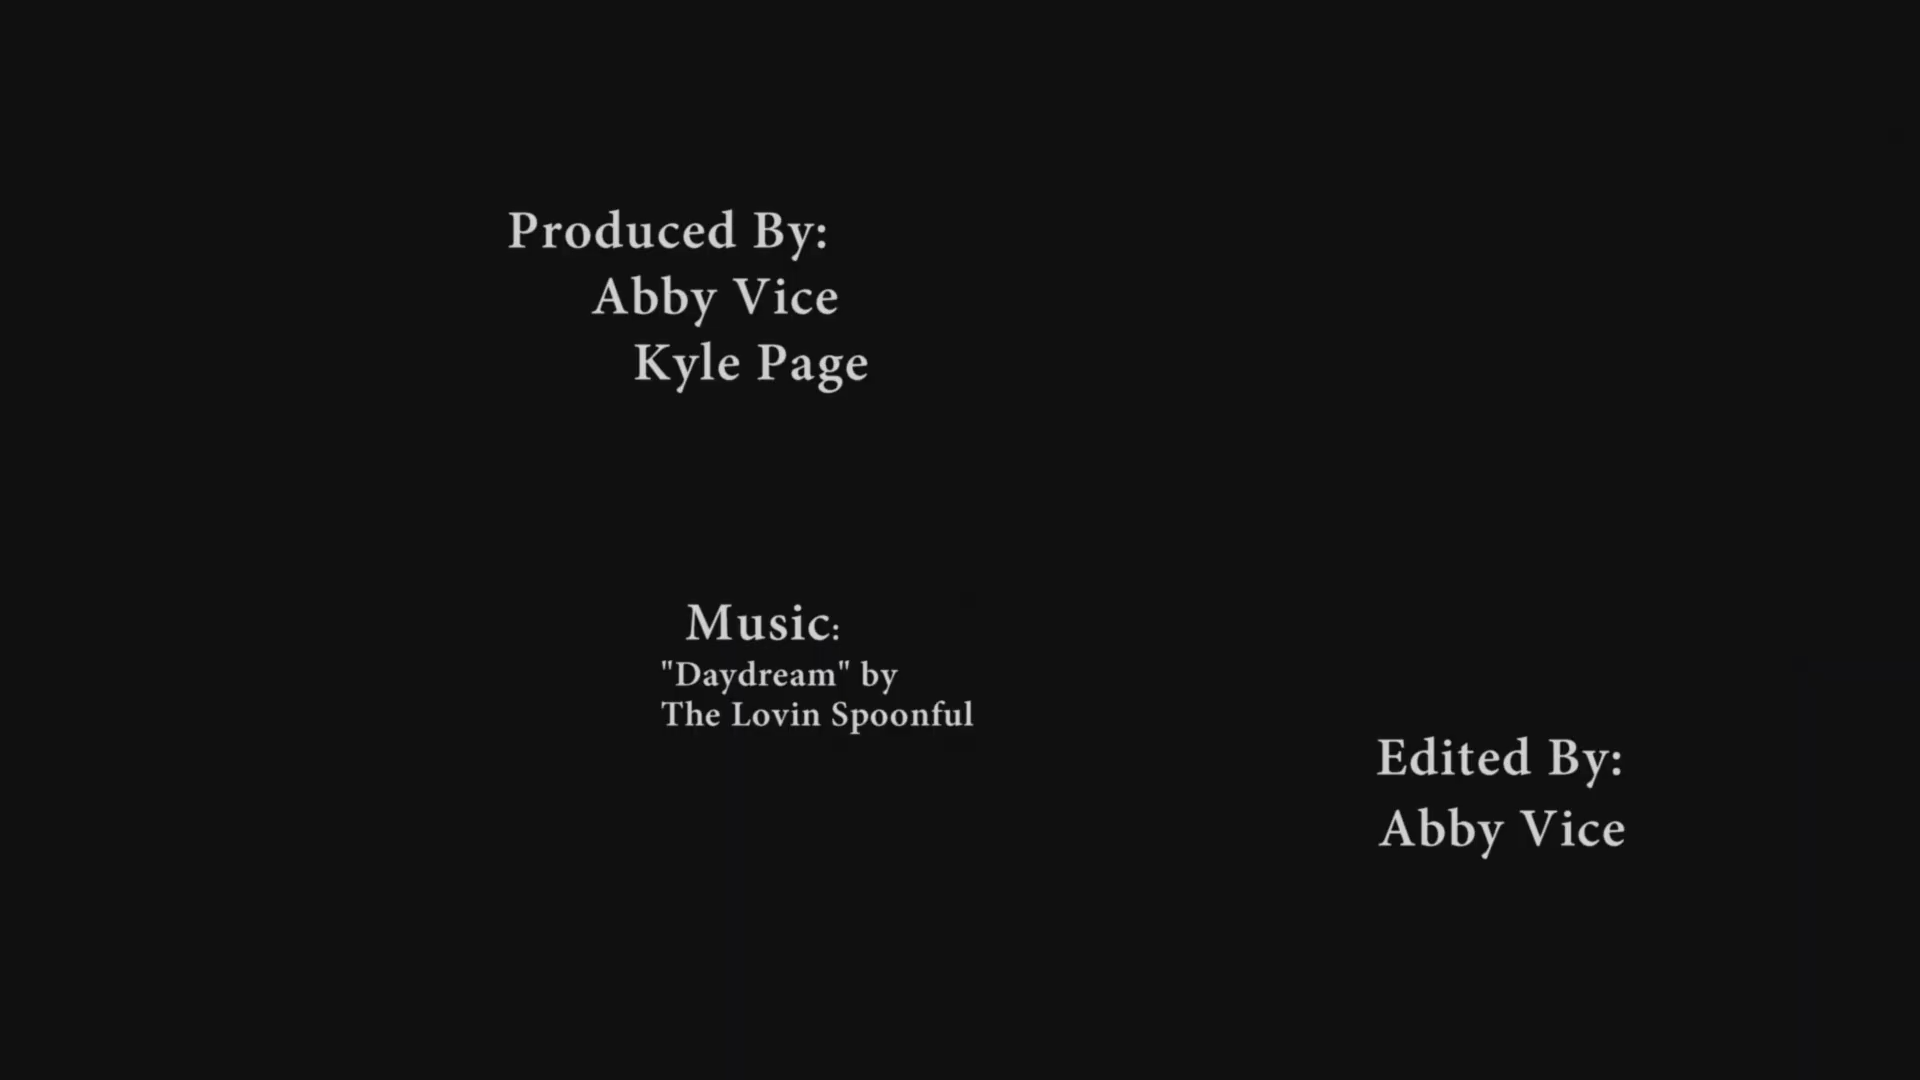 Produced By:
Abby Vice
Kyle Page
Music:
"Daydream" by
The Lovin Spoonful
Edited By:
Abby Vice